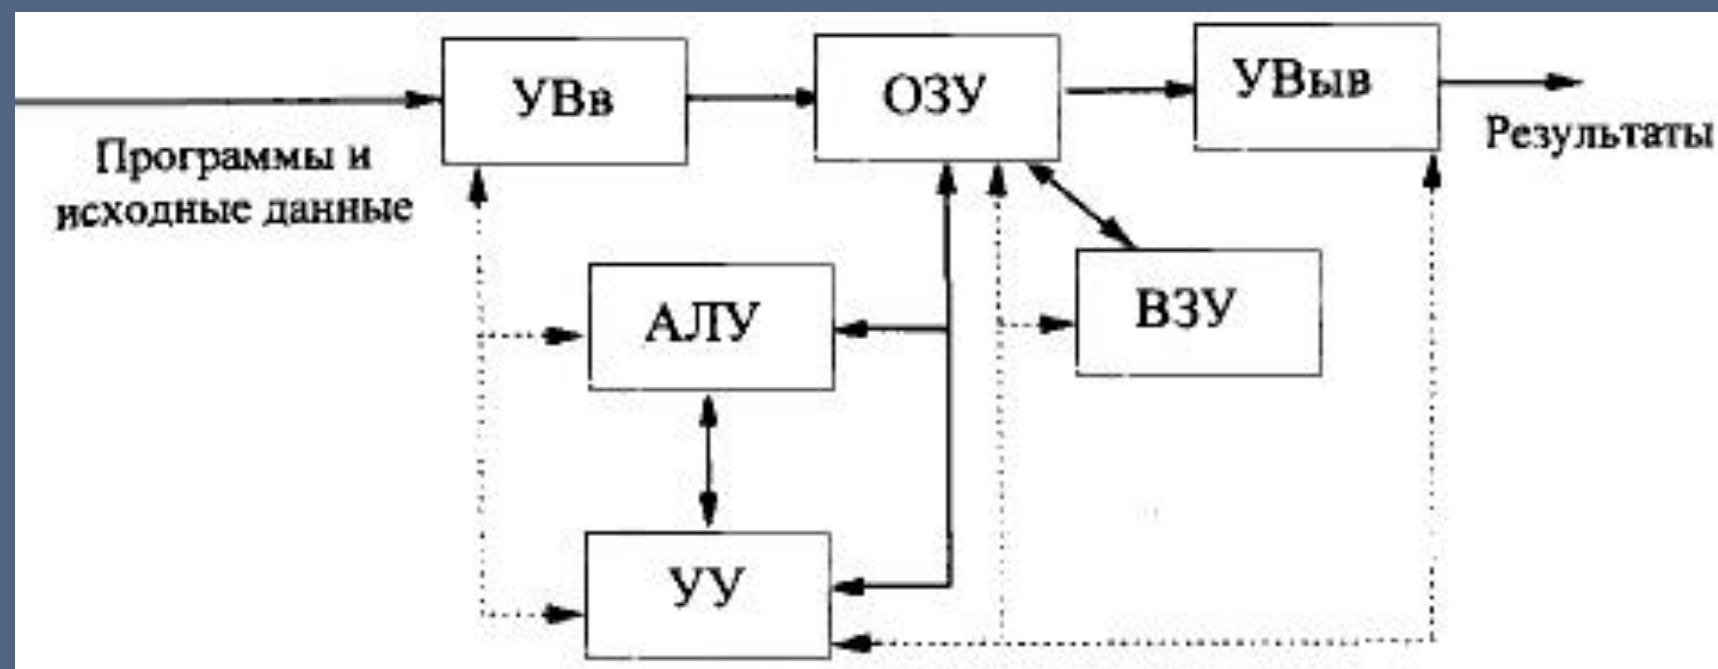 УВв
ОЗУ
УВыв
Программы и
исходные данные
Результаты
АЛУ
ВЗУ
УУ